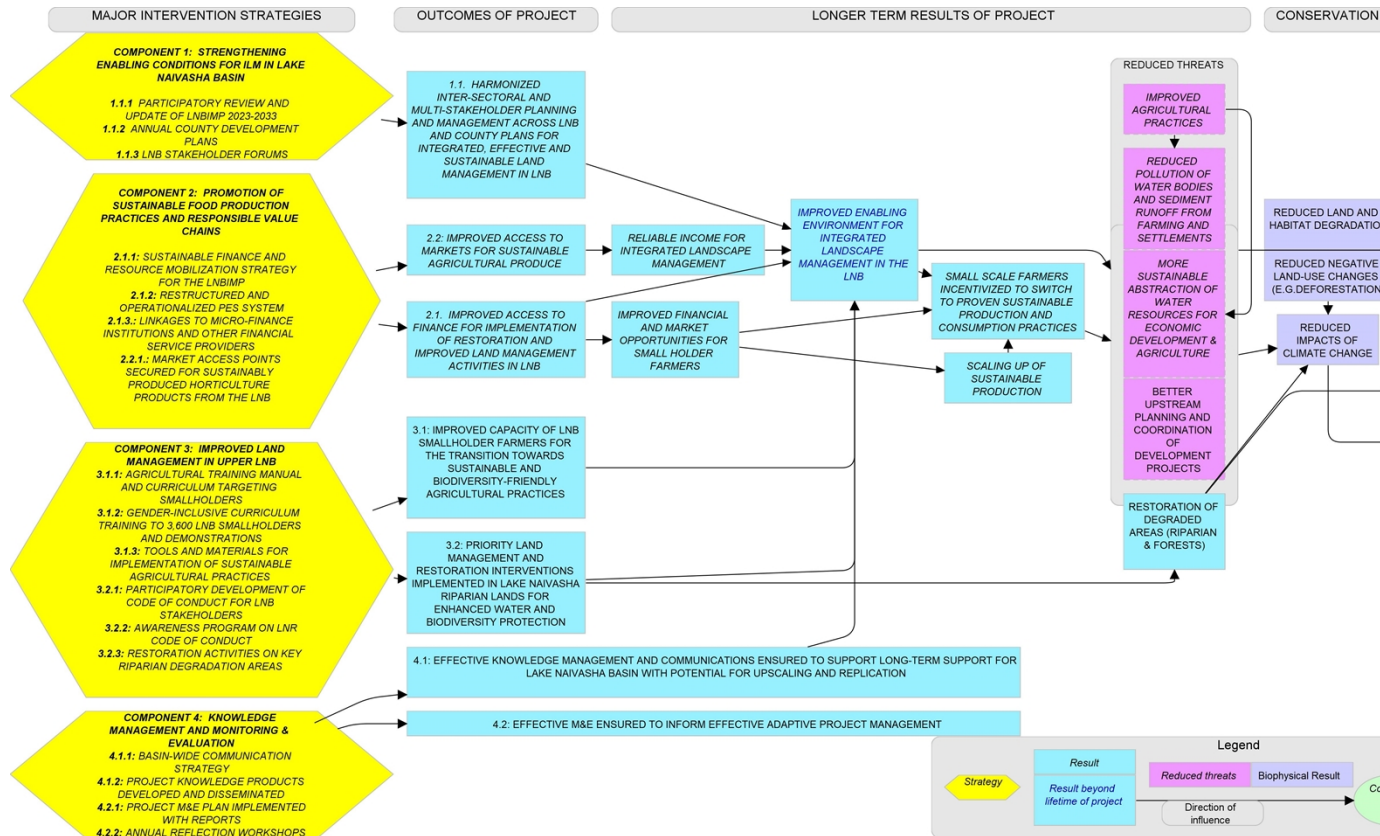 MAJOR INTERVENTION STRATEGIES
OUTCOMES OF PROJECT
LONGER TERM RESULTS OF PROJECT
CONSERVATION
COMPONENT 1: STRENGTHENING
ENABLING CONDITIONS FOR ILM IN LAKE
NAIVASHA BASIN
1.1.1 PARTICIPATORY REVIEW AND
UPDATE OF LNBIMP 2023-2033
1.1.2 ANNUAL COUNTY DEVELOPMENT
PLANS
1.1.3 LNB STAKEHOLDER FORUMS
COMPONENT 2: PROMOTION OF
SUSTAINABLE FOOD PRODUCTION
PRACTICES AND RESPONSIBLE VALUE
CHAINS
2.1.1: SUSTAINABLE FINANCE AND
RESOURCE MOBILIZATION STRATEGY
FOR THE LNBIMP
2.1.2: RESTRUCTURED AND
OPERATIONALIZED PES SYSTEM
2.1.3.: LINKAGES TO MICRO-FINANCE
INSTITUTIONS AND OTHER FINANCIAL
SERVICE PROVIDERS
2.2.1.: MARKET ACCESS POINTS
SECURED FOR SUSTAINABLY
PRODUCED HORTICULTURE
PRODUCTS FROM THE LNB
COMPONENT 3: IMPROVED LAND
MANAGEMENT IN UPPER LNB
3.1.1: AGRICULTURAL TRAINING MANUAL
AND CURRICULUM TARGETING
SMALLHOLDERS
3.1.2: GENDER-INCLUSIVE CURRICULUM
TRAINING TO 3,600 LNB SMALLHOLDERS
AND DEMONSTRATIONS
3.1.3: TOOLS AND MATERIALS FOR
IMPLEMENTATION OF SUSTAINABLE
AGRICULTURAL PRACTICES
3.2.1: PARTICIPATORY DEVELOPMENT OF
CODE OF CONDUCT FOR LNB
STAKEHOLDERS
3.2.2: AWARENESS PROGRAM ON LNR
CODE OF CONDUCT
3.2.3: RESTORATION ACTIVITIES ON KEY
RIPARIAN DEGRADATION AREAS
COMPONENT 4: KNOWLEDGE
MANAGEMENT AND MONITORING &
EVALUATION
4.1.1: BASIN-WIDE COMMUNICATION
STRATEGY
4.1.2: PROJECT KNOWLEDGE PRODUCTS
DEVELOPED AND DISSEMINATED
4.2.1: PROJECT M&E PLAN IMPLEMENTED
WITH REPORTS
4.2.2: ANNUAL REFLECTION WORKSHOPS
1.1. HARMONIZED
INTER-SECTORAL AND
MULTI-STAKEHOLDER PLANNING
AND MANAGEMENT ACROSS LNB
AND COUNTY PLANS FOR
INTEGRATED, EFFECTIVE AND
SUSTAINABLE LAND
MANAGEMENT IN LNB
2.2: IMPROVED ACCESS TO
MARKETS FOR SUSTAINABLE
AGRICULTURAL PRODUCE
2.1. IMPROVED ACCESS TO
FINANCE FOR IMPLEMENTATION
OF RESTORATION AND
IMPROVED LAND MANAGEMENT
ACTIVITIES IN LNB
3.1: IMPROVED CAPACITY OF LNB
SMALLHOLDER FARMERS FOR
THE TRANSITION TOWARDS
SUSTAINABLE AND
BIODIVERSITY-FRIENDLY
AGRICULTURAL PRACTICES
3.2: PRIORITY LAND
MANAGEMENT AND
RESTORATION INTERVENTIONS
IMPLEMENTED IN LAKE NAIVASHA
RIPARIAN LANDS FOR
ENHANCED WATER AND
BIODIVERSITY PROTECTION
4.1: EFFECTIVE KNOWLEDGE MANAGEMENT AND COMMUNICATIONS ENSURED TO SUPPORT LONG-TERM SUPPORT FOR
LAKE NAIVASHA BASIN WITH POTENTIAL FOR UPSCALING AND REPLICATION
4.2: EFFECTIVE M&E ENSURED TO INFORM EFFECTIVE ADAPTIVE PROJECT MANAGEMENT
RELIABLE INCOME FOR
INTEGRATED LANDSCAPE
MANAGEMENT
IMPROVED FINANCIAL
AND MARKET
OPPORTUNITIES FOR
SMALL HOLDER
FARMERS
IMPROVED ENABLING
ENVIRONMENT FOR
INTEGRATED
LANDSCAPE
MANAGEMENT IN THE
LNB
SMALL SCALE FARMERS
INCENTIVIZED TO SWITCH
TO PROVEN SUSTAINABLE
PRODUCTION AND
CONSUMPTION PRACTICES
SCALING UP OF
SUSTAINABLE
PRODUCTION
REDUCED THREATS
IMPROVED
AGRICULTURAL
PRACTICES
REDUCED
POLLUTION OF
WATER BODIES
AND SEDIMENT
RUNOFF FROM
FARMING AND
SETTLEMENTS
MORE
SUSTAINABLE
ABSTRACTION OF
WATER
RESOURCES FOR
ECONOMIC
DEVELOPMENT &
AGRICULTURE
BETTER
UPSTREAM
PLANNING AND
COORDINATION
OF
DEVELOPMENT
PROJECTS
RESTORATION OF
DEGRADED
AREAS (RIPARIAN
& FORESTS)
REDUCED LAND AND
HABITAT DEGRADATIO
REDUCED NEGATIVE
LAND-USE CHANGES
(E.G.DEFORESTATION
REDUCED
IMPACTS OF
CLIMATE CHANGE
Legend
Strategy
Result
Result beyond
lifetime of project
Reduced threats
Biophysical Result
Direction of
influence
Co